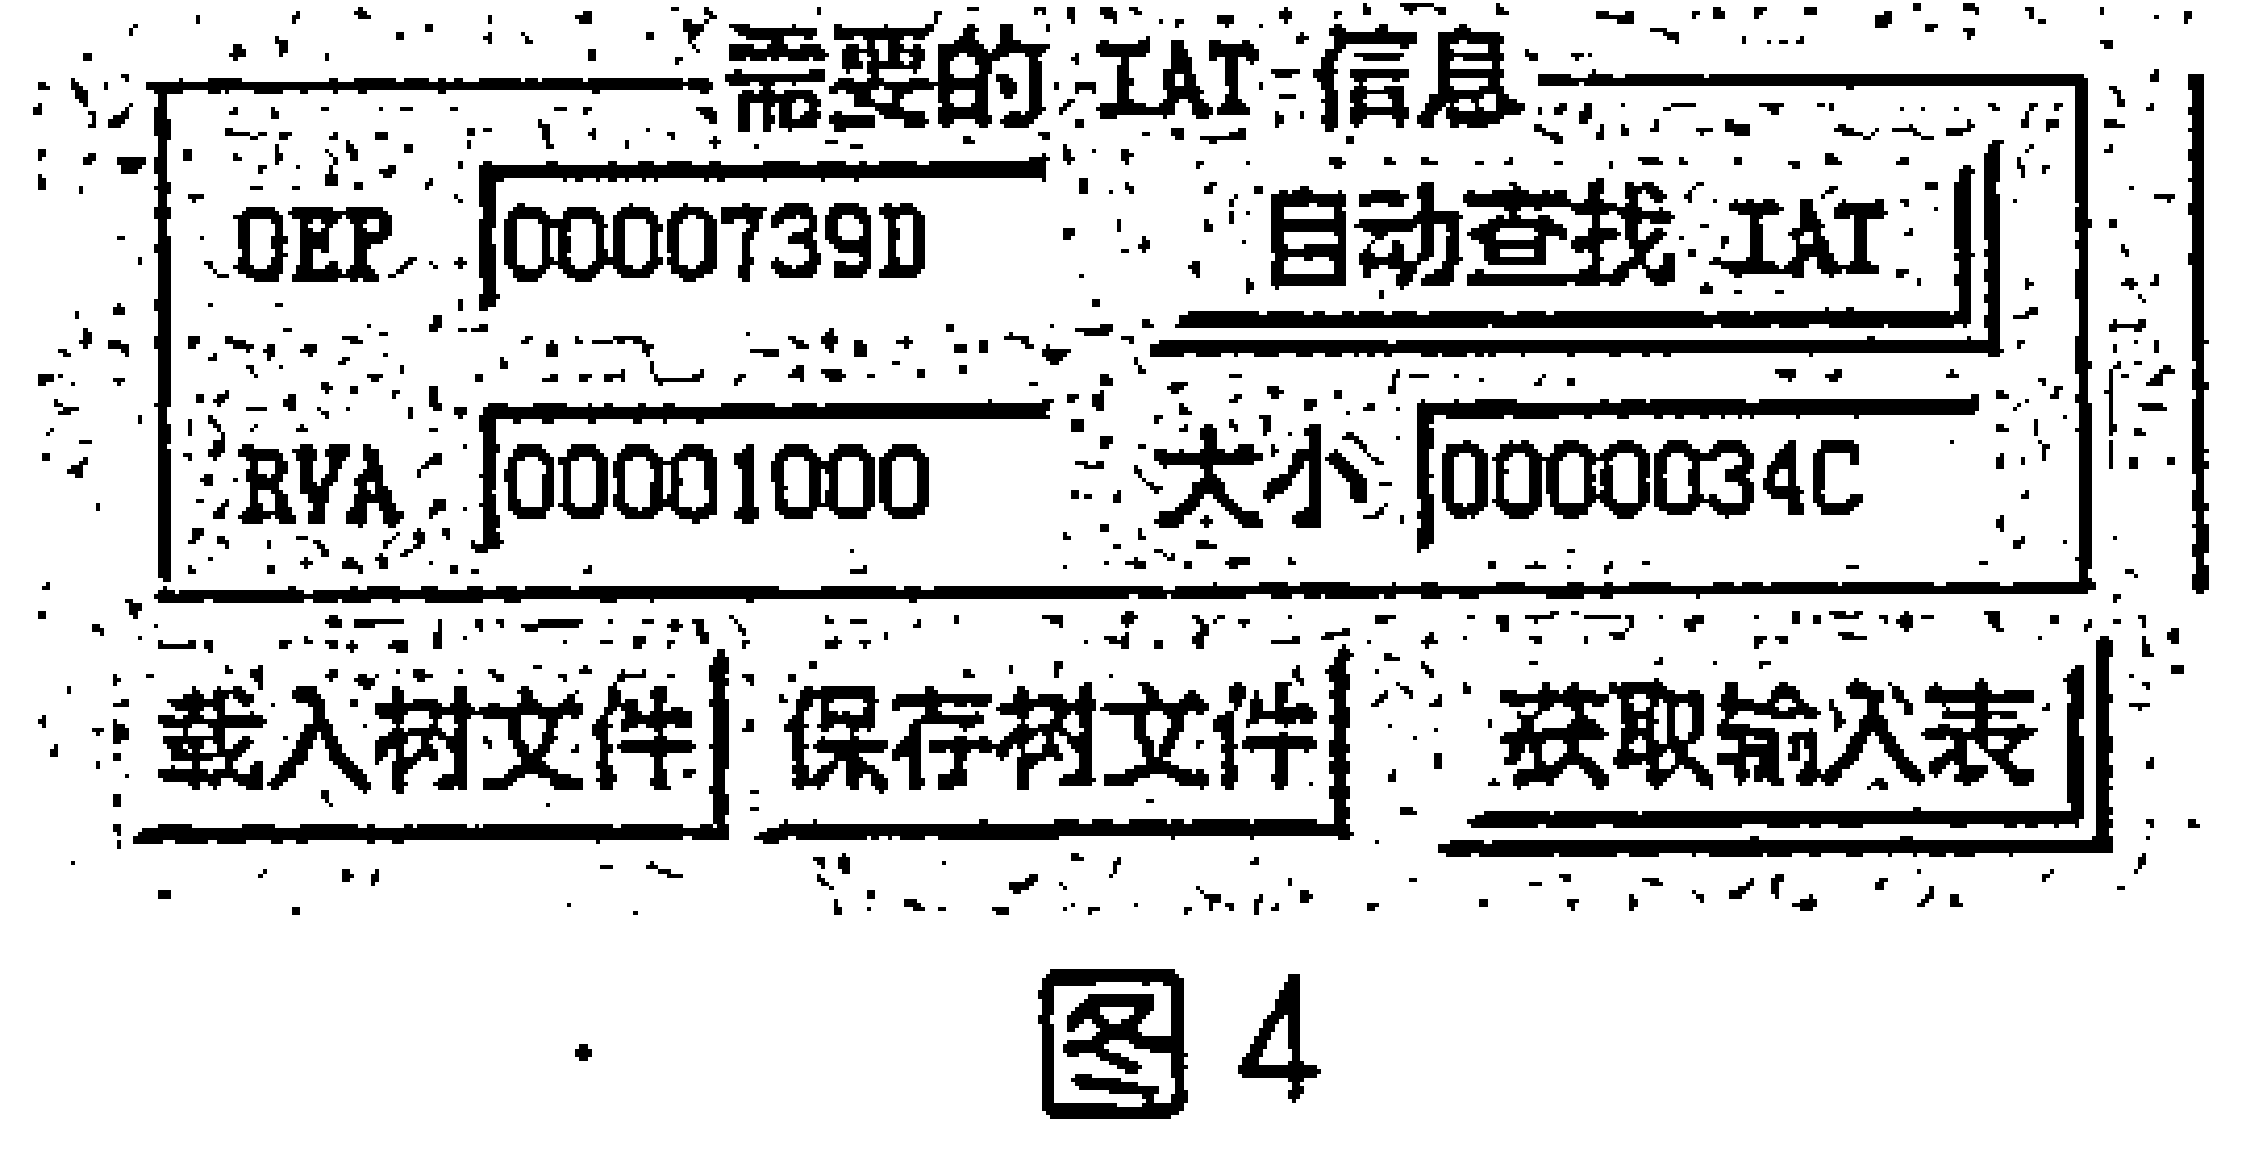 需要的 IAT 信息
OEP 0000739D 自动查找 IAT
RVA 00001000 大小 0000034C
载入树文件 保存树文件 获取输入表
图 4